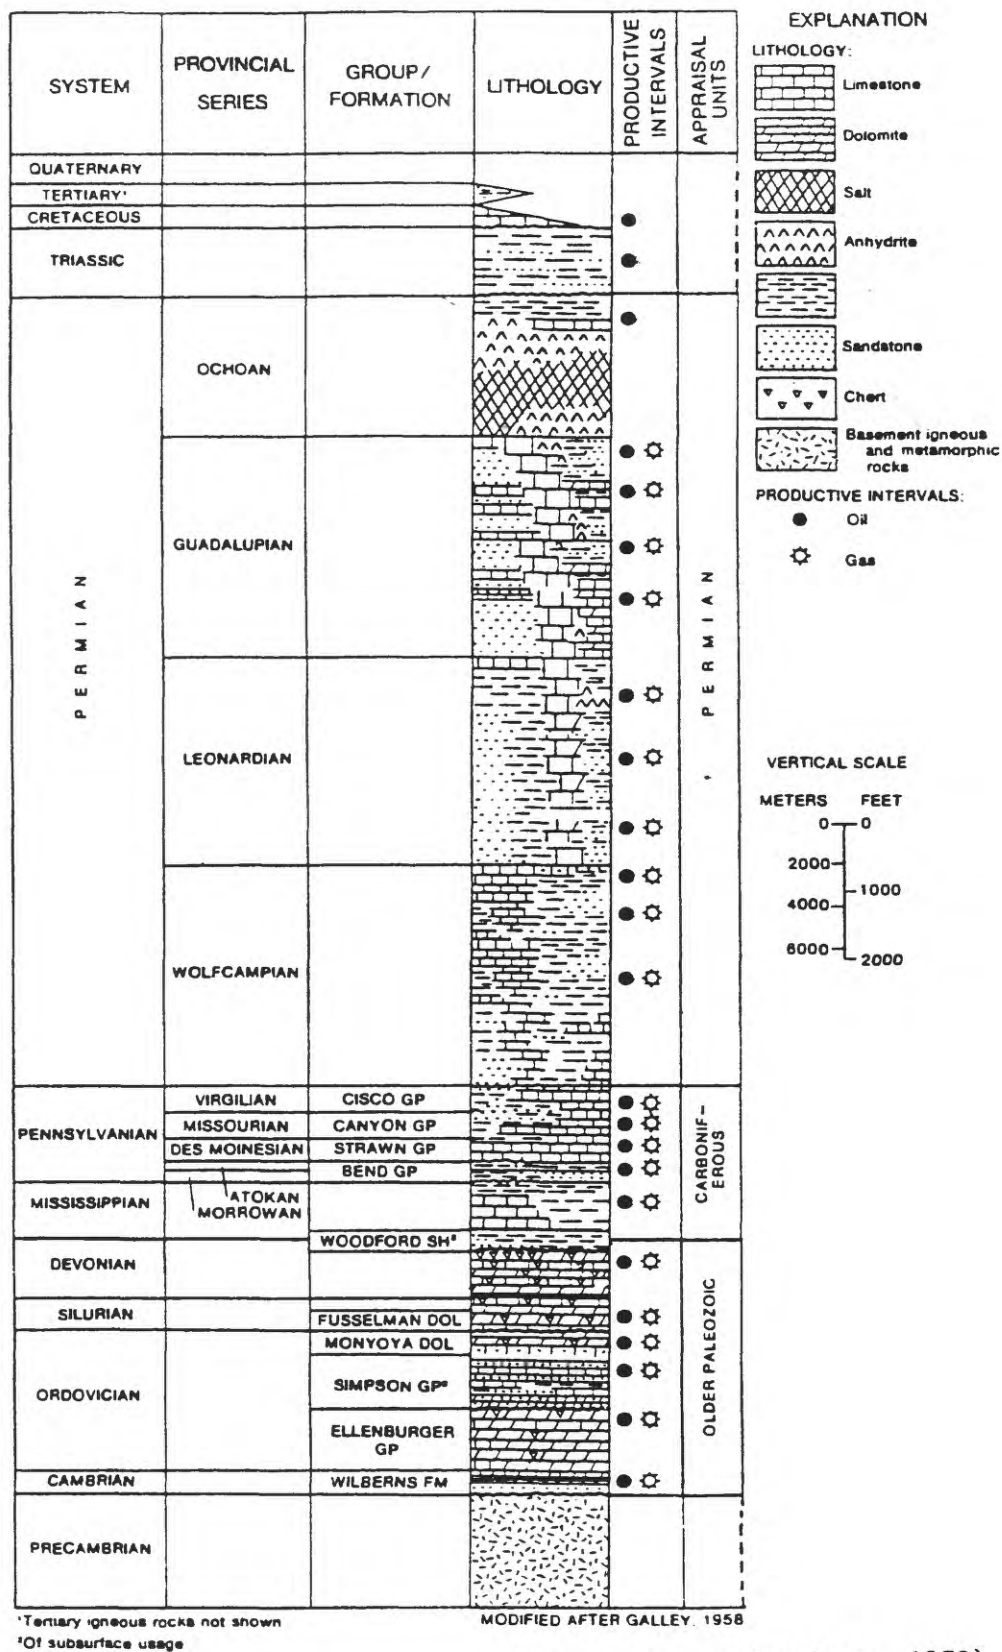 SYSTEM
PROVINCIAL
SERIES
GROUP/
FORMATION
LITHOLOGY
PRODUCTIVE
INTERVALS
APPRAISAL
UNITS
QUATERNARY
TERTIARY¹
CRETACEOUS
TRIASSIC
PERMIAN
OCHOAN
GUADALUPIAN
LEONARDIAN
WOLFCAMPIAN
PERMIAN
PENNSYLVANIAN
VIRGILIAN
CISCO GP
MISSOURIAN
CANYON GP
DES MOINESIAN
STRAWN GP
BEND GP
ATOKAN
MORROWAN
CARBONIF-
EROUS
MISSISSIPPIAN
WOODFORD SH²
DEVONIAN
SILURIAN
FUSSELMAN DOL
MONYOYA DOL
ORDOVICIAN
SIMPSON GP²
ELLENBURGER
GP
CAMBRIAN
WILBERNS FM
OLDER PALEOZOIC
PRECAMBRIAN
¹Tertiary igneous rocks not shown
²Of subsurface usage
MODIFIED AFTER GALLEY, 1958
EXPLANATION
LITHOLOGY:
Limestone
Dolomite
Salt
Anhydrite
Sandstone
Chert
Basement igneous
and metamorphic
rocks
PRODUCTIVE INTERVALS:
Oil
Gas
VERTICAL SCALE
METERS FEET
0 0
2000
1000
4000
6000
2000